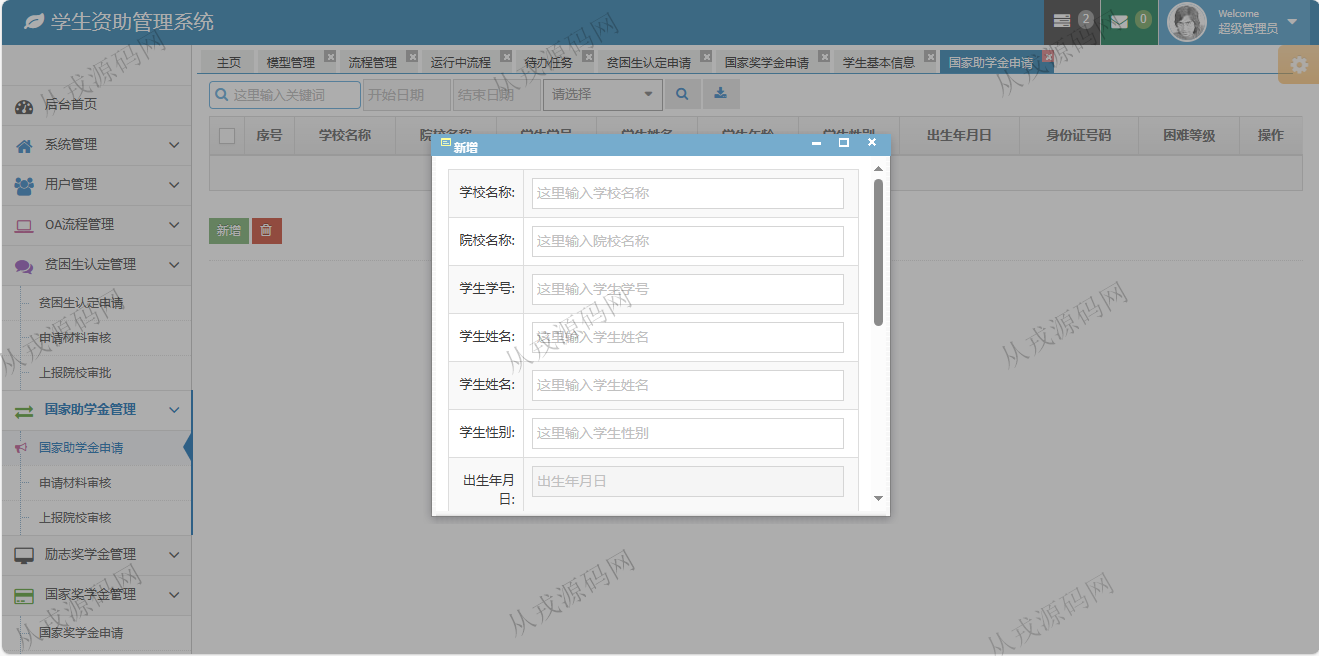 学生资助管理系统
2
0
Welcome
超级管理员
主页
模型管理
流程管理
运行中流程
待办任务
贫困生认定申请
国家奖学金申请
学生基本信息
国家助学金申请
后台首页
系统管理
用户管理
OA流程管理
贫困生认定管理
贫困生认定申请
申请材料审核
上报院校审批
国家助学金管理
国家助学金申请
申请材料审核
上报院校审核
励志奖学金管理
国家奖学金管理
国家奖学金申请
这里输入关键词
开始日期
结束日期
请选择
序号
学校名称
院校名称
学生学号
学生姓名
学生年龄
学生性别
出生年月日
身份证号码
困难等级
操作
新增
新增
学校名称:
这里输入学校名称
院校名称:
这里输入院校名称
学生学号:
这里输入学生学号
学生姓名:
这里输入学生姓名
学生姓名:
这里输入学生姓名
学生性别:
这里输入学生性别
出生年月
日:
出生年月日
从戎源码网
从戎源码网
从戎源码网
从戎源码网
从戎源码网
从戎源码网
从戎源码网
从戎源码网
从戎源码网